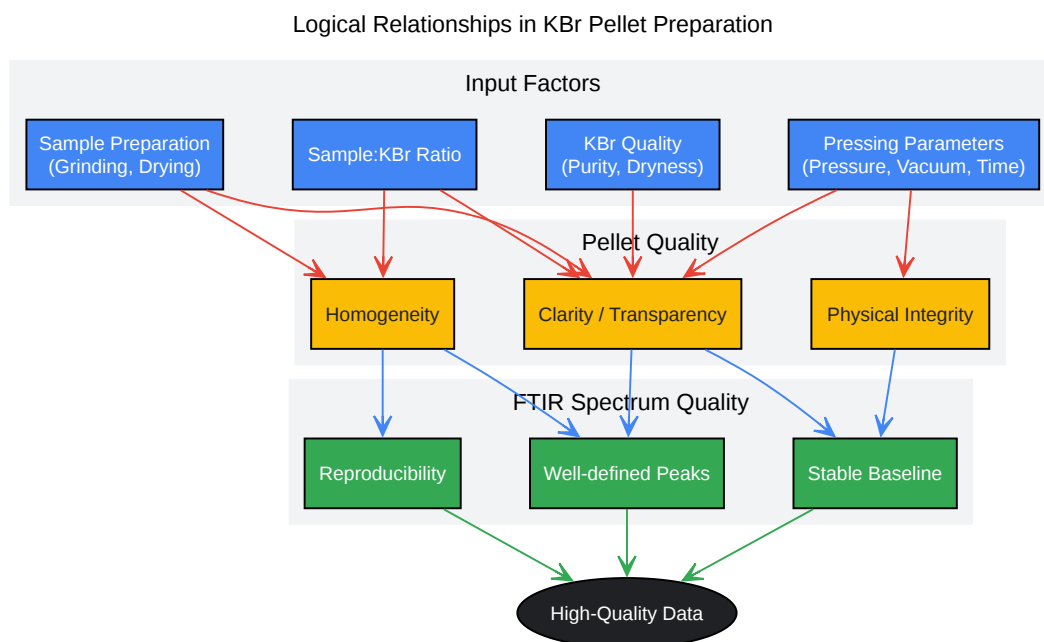 Logical Relationships in KBr Pellet Preparation
Input Factors
Sample Preparation
(Grinding, Drying)
Sample:KBr Ratio
KBr Quality
(Purity, Dryness)
Pressing Parameters
(Pressure, Vacuum, Time)
Pellet Quality
Homogeneity
Clarity / Transparency
Physical Integrity
FTIR Spectrum Quality
Reproducibility
Well-defined Peaks
Stable Baseline
High-Quality Data